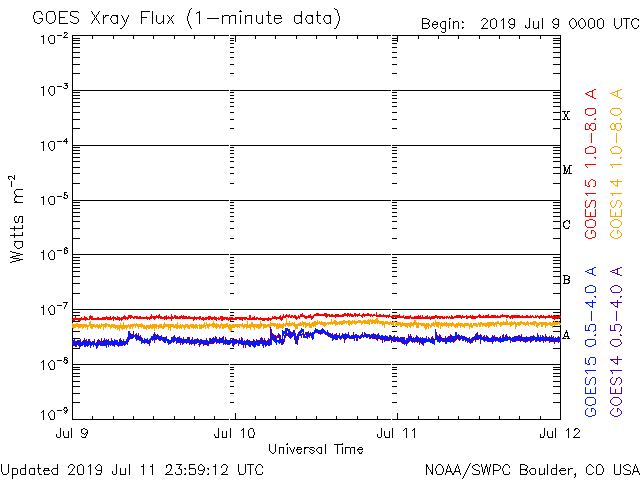 GOES Xray Flux (1-minute data)
Begin: 2019 Jul 9 0000 UTC
10⁻²
10⁻³
10⁻⁴
10⁻⁵
10⁻⁶
10⁻⁷
10⁻⁸
10⁻⁹
Watts m⁻²
X
M
C
B
A
GOES15 1.0-8.0 A
GOES14 1.0-8.0 A
GOES15 0.5-4.0 A
GOES14 0.5-4.0 A
Jul 9 Jul 10 Jul 11 Jul 12
Universal Time
Updated 2019 Jul 11 23:59:12 UTC
NOAA/SWPC Boulder, CO USA